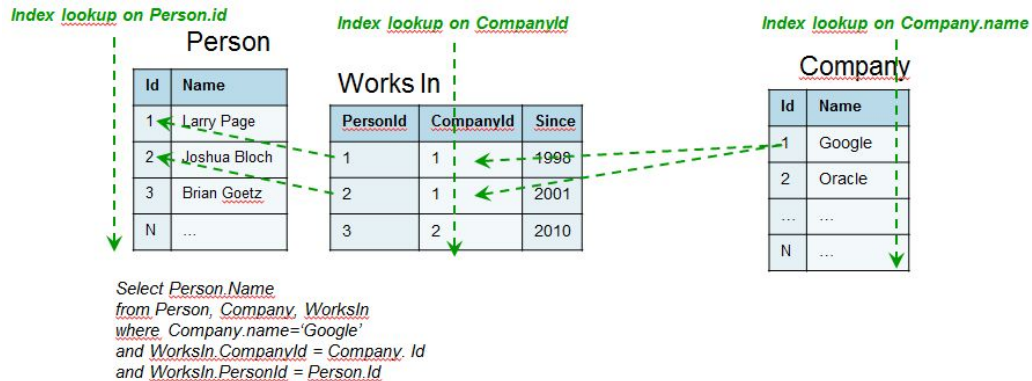 Index lookup on Person.id
Index lookup on CompanyId
Index lookup on Company.name
Person
Id Name
1 Larry Page
2 Joshua Bloch
3 Brian Goetz
N ...
Works In
PersonId CompanyId Since
1 1 1998
2 1 2001
3 2 2010
Company
Id Name
1 Google
2 Oracle
... ...
N ...
Select Person.Name
from Person, Company, WorksIn
where Company.name=‘Google’
and WorksIn.CompanyId = Company. Id
and WorksIn.PersonId = Person.Id